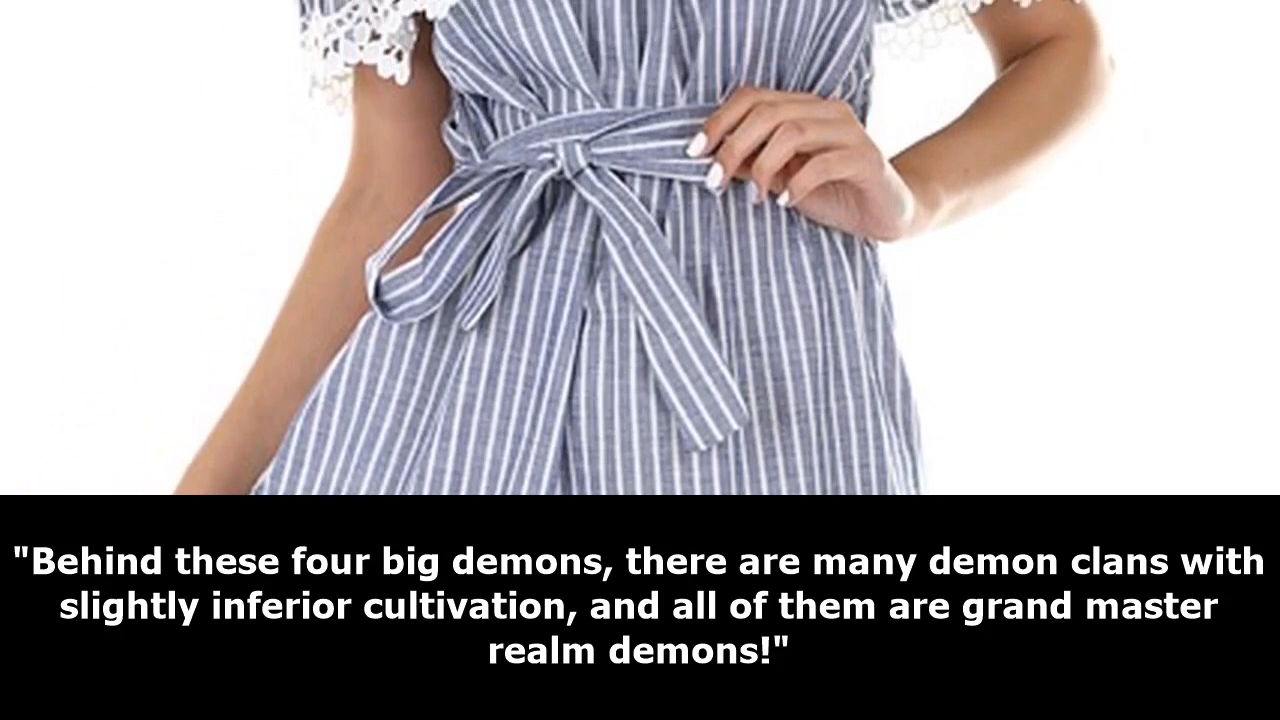 "Behind these four big demons, there are many demon clans with
slightly inferior cultivation, and all of them are grand master
realm demons!"